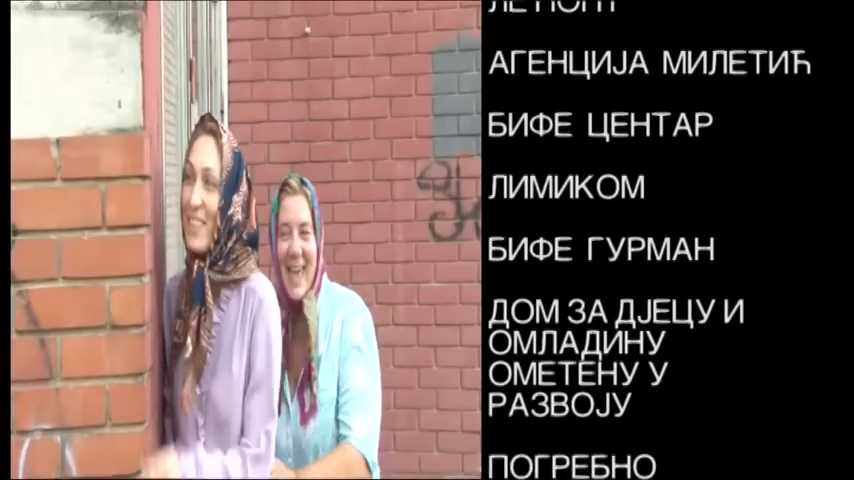 АГЕНЦИЈА МИЛЕТИЋ
БИФЕ ЦЕНТАР
ЛИМИКОМ
БИФЕ ГУРМАН
ДОМ ЗА ДЈЕЦУ И
ОМЛАДИНУ
ОМЕТЕНУ У
РАЗВОЈУ
ПОГРЕБНО